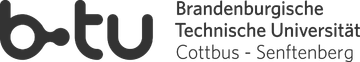 b-tu
Brandenburgische
Technische Universität
Cottbus - Senftenberg